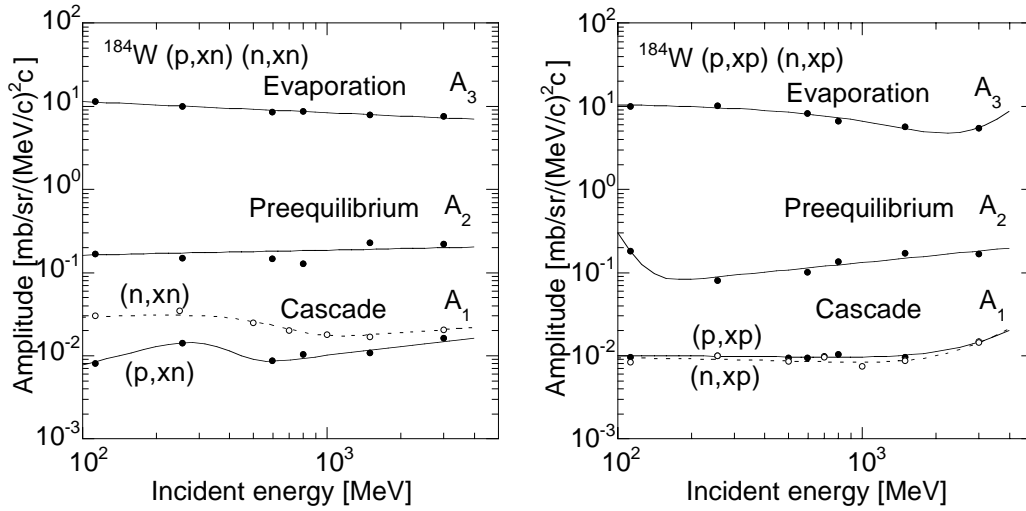 Amplitude [mb/sr/(MeV/c)²c]
10²
10¹
10⁰
10⁻¹
10⁻²
10⁻³
¹⁸⁴W (p,xn) (n,xn)
Evaporation A₃
Preequilibrium A₂
(n,xn) Cascade A₁
(p,xn)
10² 10³
Incident energy [MeV]
Amplitude [mb/sr/(MeV/c)²c]
10²
10¹
10⁰
10⁻¹
10⁻²
10⁻³
¹⁸⁴W (p,xp) (n,xp)
Evaporation A₃
Preequilibrium A₂
Cascade A₁
(p,xp)
(n,xp)
10² 10³
Incident energy [MeV]